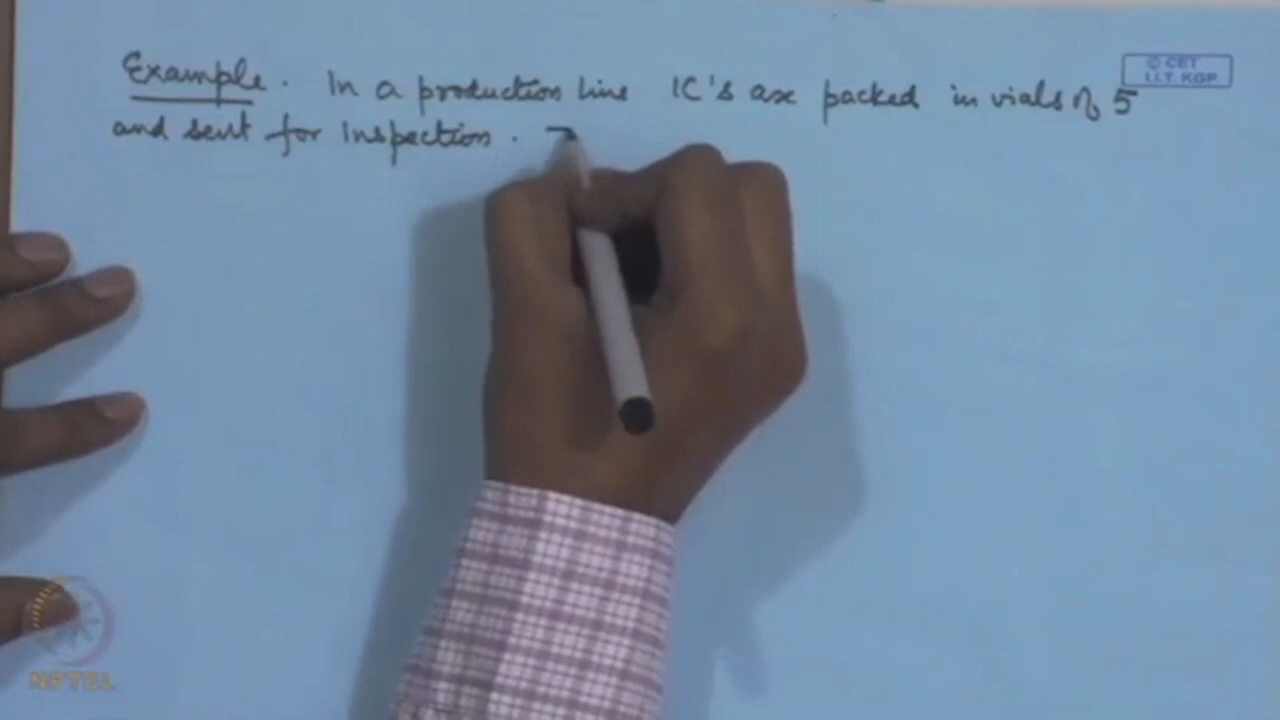 Example. In a production line IC's are packed in vials of 5
© CET
I.I.T. KGP
and sent for inspection.
NPTEL